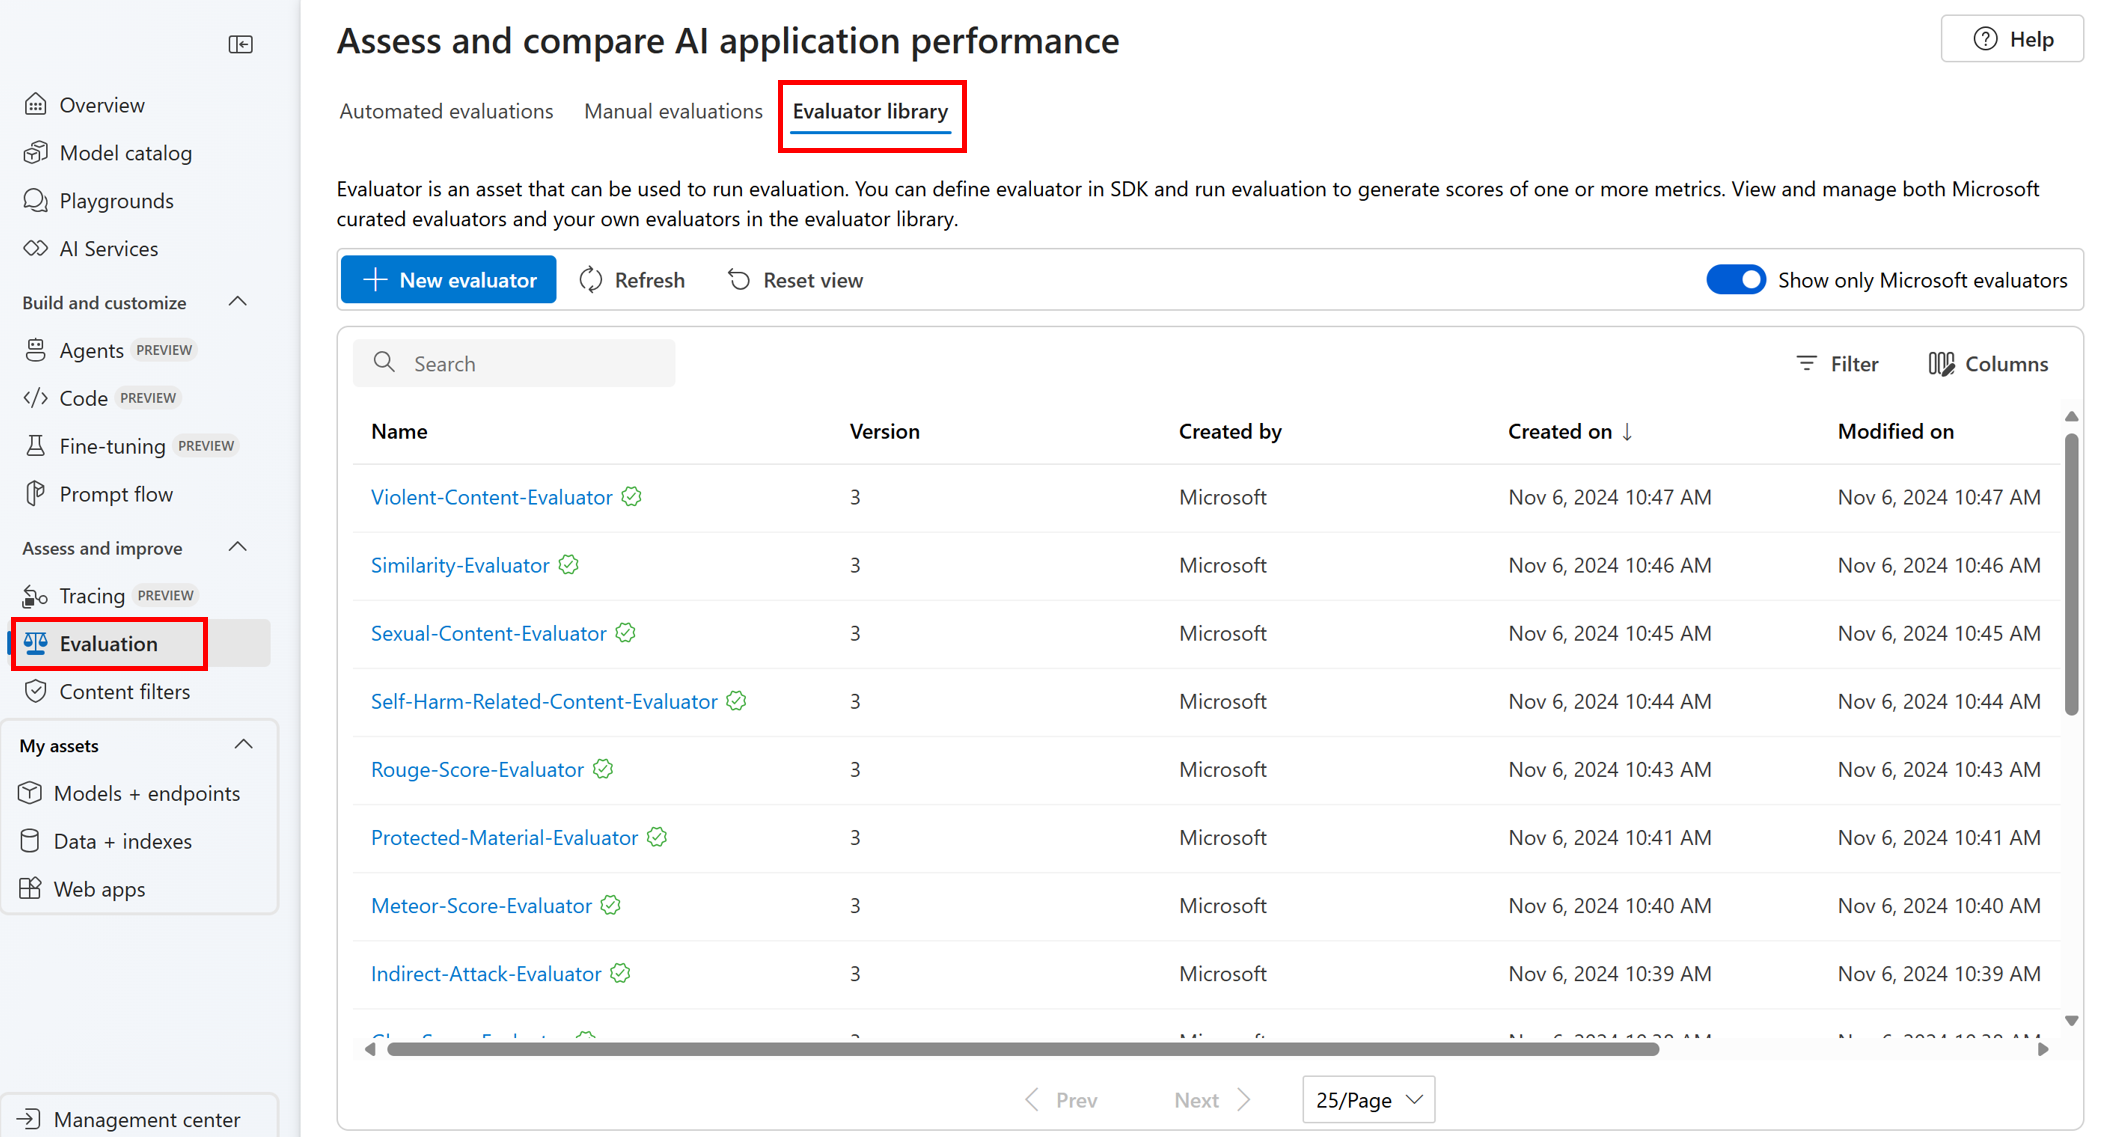 Assess and compare AI application performance
Help
Overview
Model catalog
Playgrounds
AI Services
Build and customize
Agents PREVIEW
Code PREVIEW
Fine-tuning PREVIEW
Prompt flow
Assess and improve
Tracing PREVIEW
Evaluation
Content filters
My assets
Models + endpoints
Data + indexes
Web apps
Management center
Automated evaluations Manual evaluations Evaluator library
Evaluator is an asset that can be used to run evaluation. You can define evaluator in SDK and run evaluation to generate scores of one or more metrics. View and manage both Microsoft
curated evaluators and your own evaluators in the evaluator library.
New evaluator Refresh Reset view Show only Microsoft evaluators
Search Filter Columns
Name Version Created by Created on ↓ Modified on
Violent-Content-Evaluator 3 Microsoft Nov 6, 2024 10:47 AM Nov 6, 2024 10:47 AM
Similarity-Evaluator 3 Microsoft Nov 6, 2024 10:46 AM Nov 6, 2024 10:46 AM
Sexual-Content-Evaluator 3 Microsoft Nov 6, 2024 10:45 AM Nov 6, 2024 10:45 AM
Self-Harm-Related-Content-Evaluator 3 Microsoft Nov 6, 2024 10:44 AM Nov 6, 2024 10:44 AM
Rouge-Score-Evaluator 3 Microsoft Nov 6, 2024 10:43 AM Nov 6, 2024 10:43 AM
Protected-Material-Evaluator 3 Microsoft Nov 6, 2024 10:41 AM Nov 6, 2024 10:41 AM
Meteor-Score-Evaluator 3 Microsoft Nov 6, 2024 10:40 AM Nov 6, 2024 10:40 AM
Indirect-Attack-Evaluator 3 Microsoft Nov 6, 2024 10:39 AM Nov 6, 2024 10:39 AM
Prev Next 25/Page